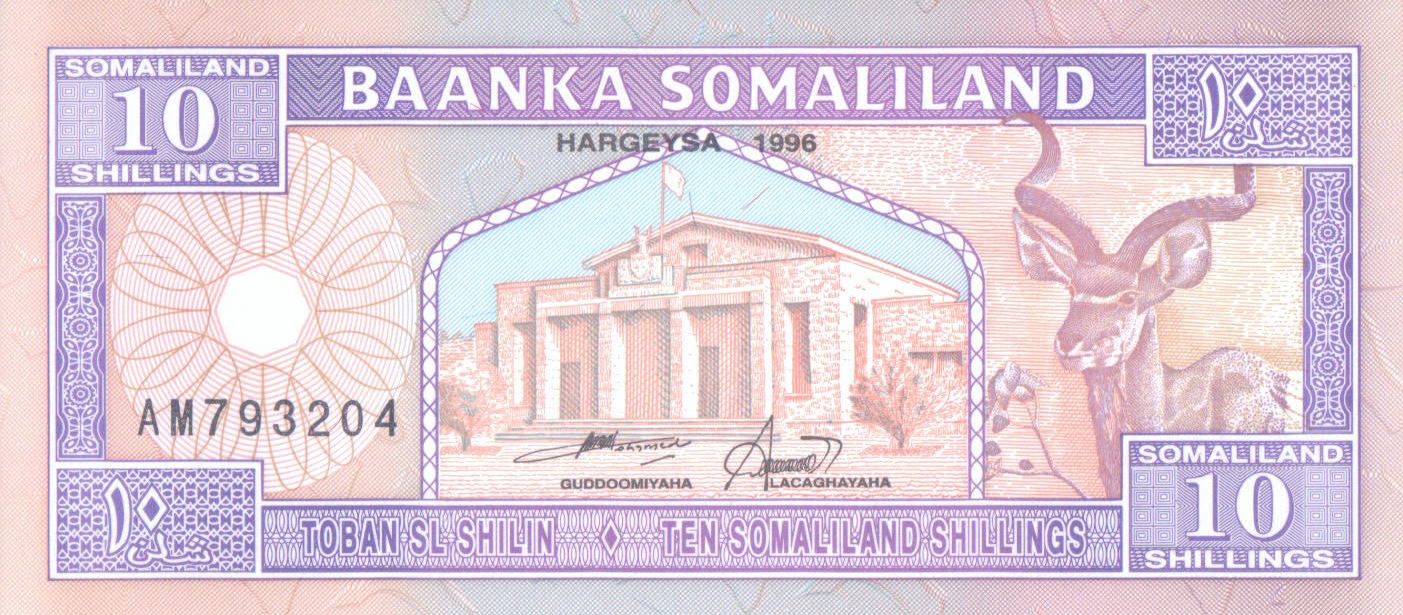 SOMALILAND
10
SHILLINGS
BAANKA SOMALILAND
١٠
شلن
HARGEYSA 1996
AM793204
GUDDOOMIYAHA
LACAGHAYAHA
١٠
شلن
TOBAN SL SHILIN ◊ TEN SOMALILAND SHILLINGS
SOMALILAND
10
SHILLINGS